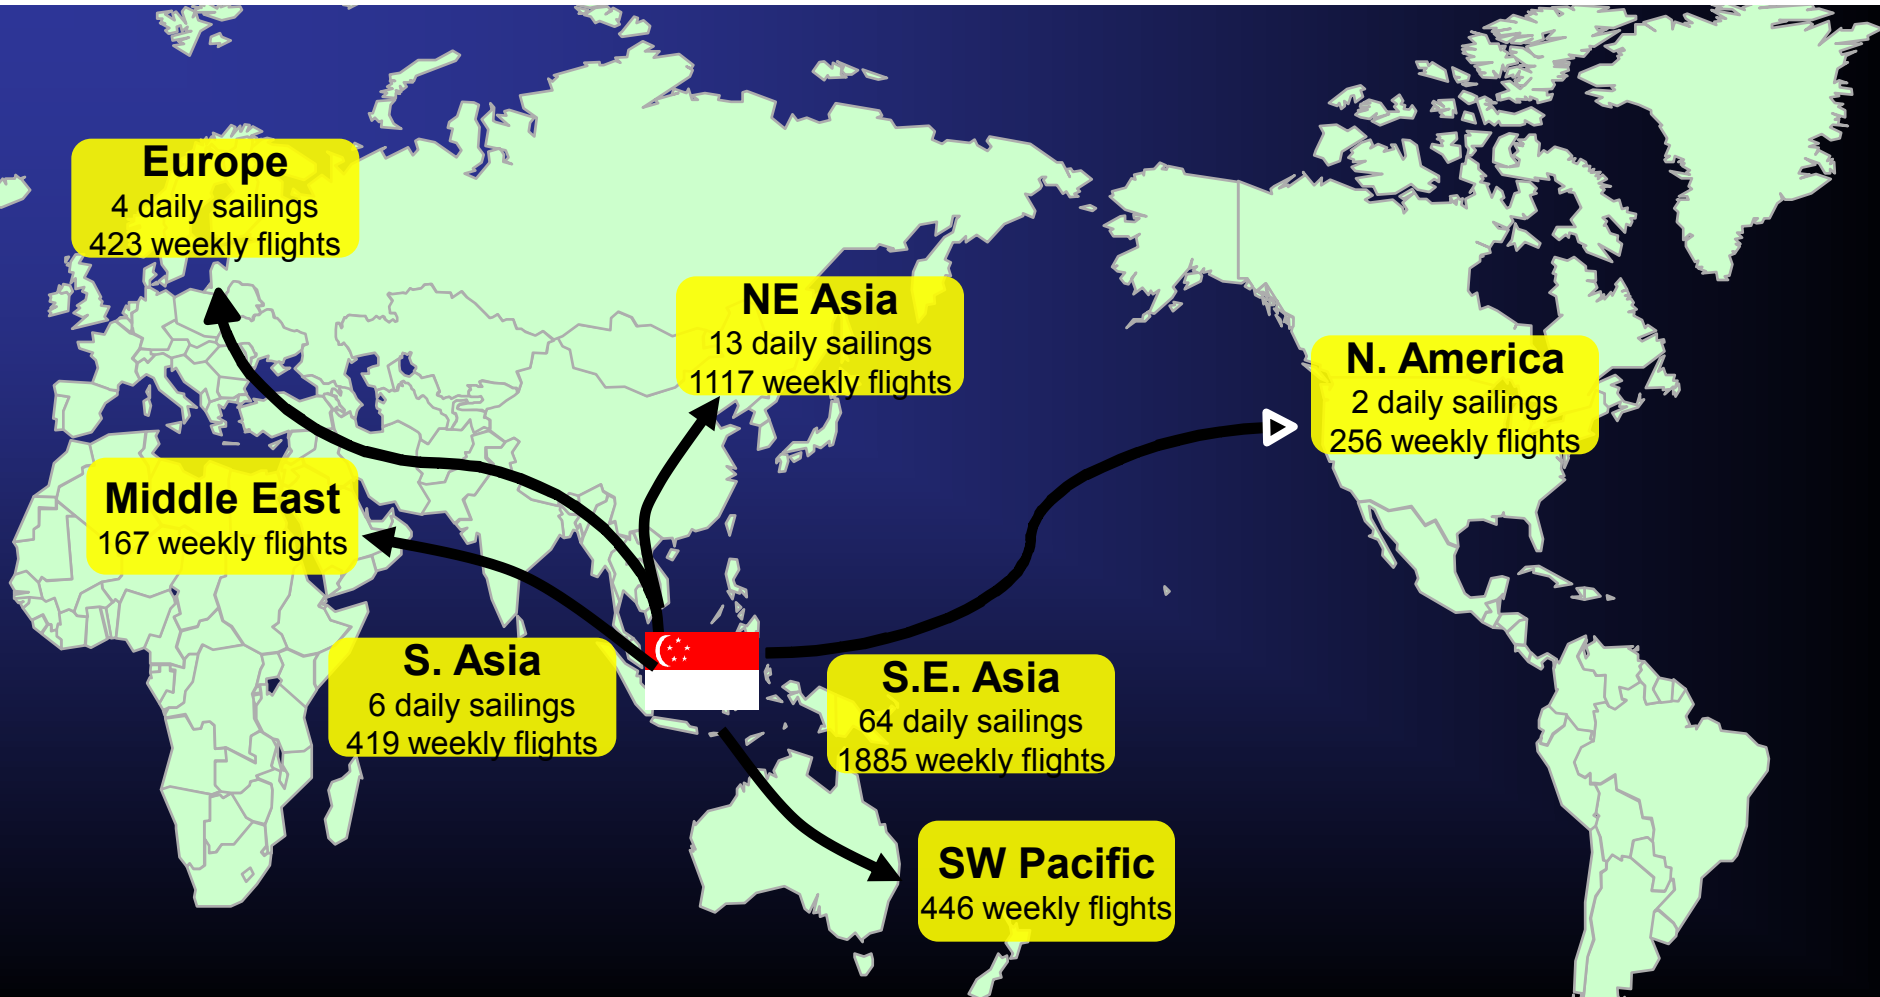 Europe
4 daily sailings
423 weekly flights
NE Asia
13 daily sailings
1117 weekly flights
N. America
2 daily sailings
256 weekly flights
Middle East
167 weekly flights
S. Asia
6 daily sailings
419 weekly flights
S.E. Asia
64 daily sailings
1885 weekly flights
SW Pacific
446 weekly flights